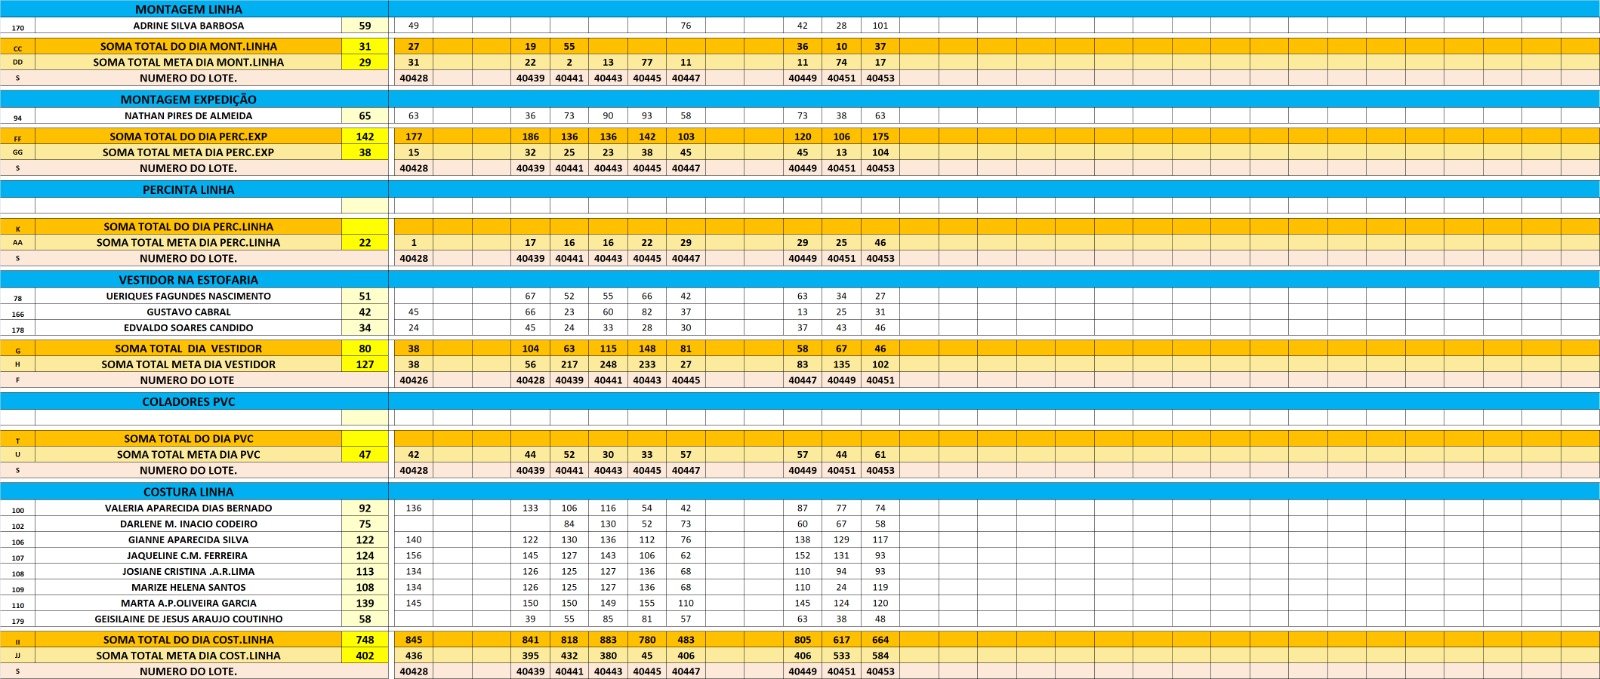 MONTAGEM LINHA
170 ADRINE SILVA BARBOSA 59 49 76 42 28 101
CC SOMA TOTAL DO DIA MONT.LINHA 31 27 19 55 36 10 37
DD SOMA TOTAL META DIA MONT.LINHA 29 31 22 2 13 77 11 11 74 17
S NUMERO DO LOTE. 40428 40439 40441 40443 40445 40447 40449 40451 40453
MONTAGEM EXPEDIÇÃO
94 NATHAN PIRES DE ALMEIDA 65 63 36 73 90 93 58 73 38 63
FF SOMA TOTAL DO DIA PERC.EXP 142 177 186 136 136 142 103 120 106 175
GG SOMA TOTAL META DIA PERC.EXP 38 15 32 25 23 38 45 45 13 104
S NUMERO DO LOTE. 40428 40439 40441 40443 40445 40447 40449 40451 40453
PERCINTA LINHA
K SOMA TOTAL DO DIA PERC.LINHA
AA SOMA TOTAL META DIA PERC.LINHA 22 1 17 16 16 22 29 29 25 46
S NUMERO DO LOTE. 40428 40439 40441 40443 40445 40447 40449 40451 40453
VESTIDOR NA ESTOFARIA
78 UERIQUES FAGUNDES NASCIMENTO 51 67 52 55 66 42 63 34 27
166 GUSTAVO CABRAL 42 45 66 23 60 82 37 13 25 31
178 EDVALDO SOARES CANDIDO 34 24 45 24 33 28 30 37 43 46
G SOMA TOTAL DIA VESTIDOR 80 38 104 63 115 148 81 58 67 46
H SOMA TOTAL META DIA VESTIDOR 127 38 56 217 248 233 27 83 135 102
F NUMERO DO LOTE 40426 40428 40439 40441 40443 40445 40447 40449 40451
COLADORES PVC
T SOMA TOTAL DO DIA PVC
U SOMA TOTAL META DIA PVC 47 42 44 52 30 33 57 57 44 61
S NUMERO DO LOTE. 40428 40439 40441 40443 40445 40447 40449 40451 40453
COSTURA LINHA
100 VALERIA APARECIDA DIAS BERNADO 92 136 133 106 116 54 42 87 77 74
102 DARLENE M. INACIO CODEIRO 75 84 130 52 73 60 67 58
106 GIANNE APARECIDA SILVA 122 140 122 130 136 112 76 138 129 117
107 JAQUELINE C.M. FERREIRA 124 156 145 127 143 106 62 152 131 93
108 JOSIANE CRISTINA .A.R.LIMA 113 134 126 125 127 136 68 110 94 93
109 MARIZE HELENA SANTOS 108 134 126 125 127 136 68 110 24 119
110 MARTA A.P.OLIVEIRA GARCIA 139 145 150 150 149 155 110 145 124 120
179 GEISILAINE DE JESUS ARAUJO COUTINHO 58 39 55 85 81 57 63 38 48
II SOMA TOTAL DO DIA COST.LINHA 748 845 841 818 883 780 483 805 617 664
JJ SOMA TOTAL META DIA COST.LINHA 402 436 395 432 380 45 406 406 533 584
S NUMERO DO LOTE. 40428 40439 40441 40443 40445 40447 40449 40451 40453